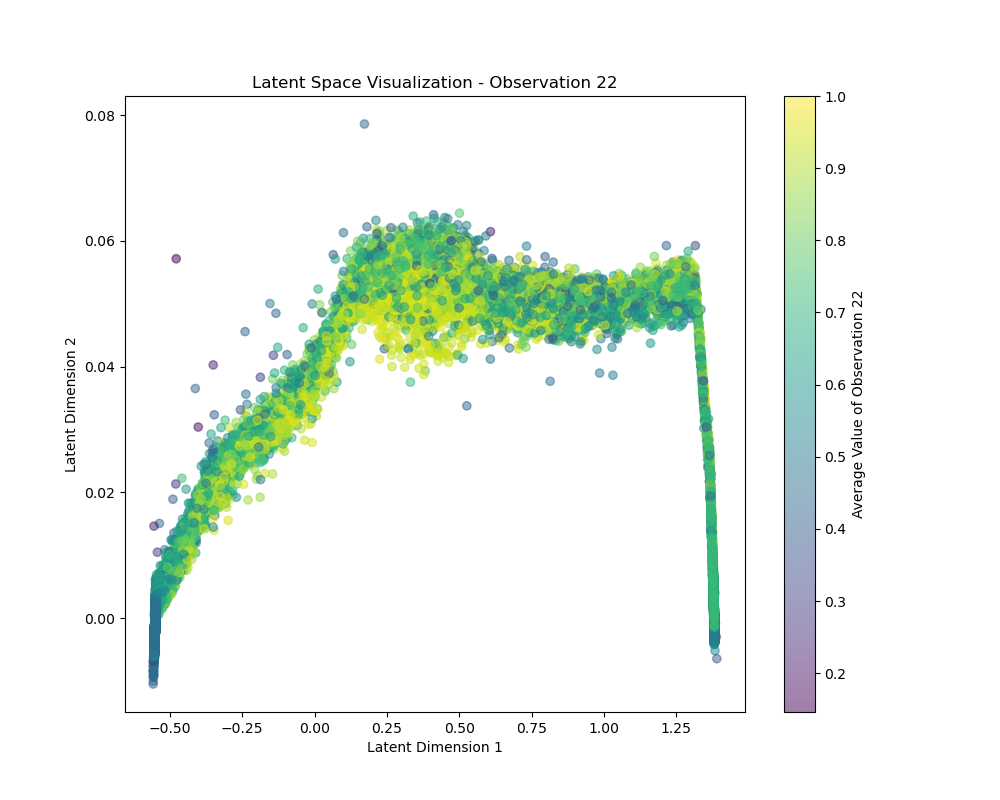 Latent Space Visualization - Observation 22
0.08
0.06
0.04
0.02
0.00
Latent Dimension 2
−0.50 −0.25 0.00 0.25 0.50 0.75 1.00 1.25
Latent Dimension 1
1.0
0.9
0.8
0.7
0.6
0.5
0.4
0.3
0.2
Average Value of Observation 22